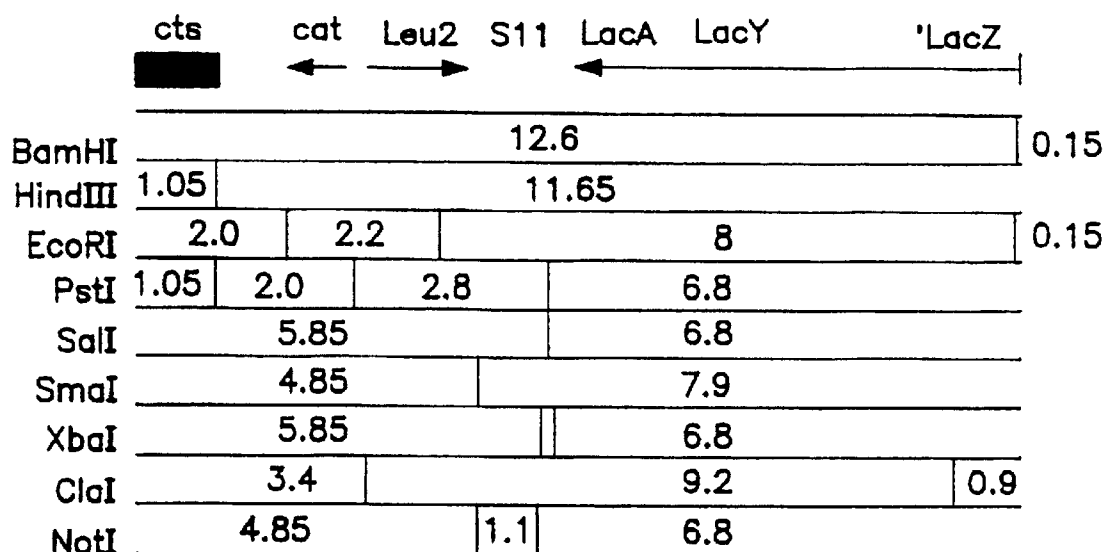 cts cat Leu2 S11 LacA LacY 'LacZ
BamHI 12.6 0.15
HindIII 1.05 11.65
EcoRI 2.0 2.2 8 0.15
PstI 1.05 2.0 2.8 6.8
SalI 5.85 6.8
SmaI 4.85 7.9
XbaI 5.85 6.8
ClaI 3.4 9.2 0.9
NotI 4.85 1.1 6.8